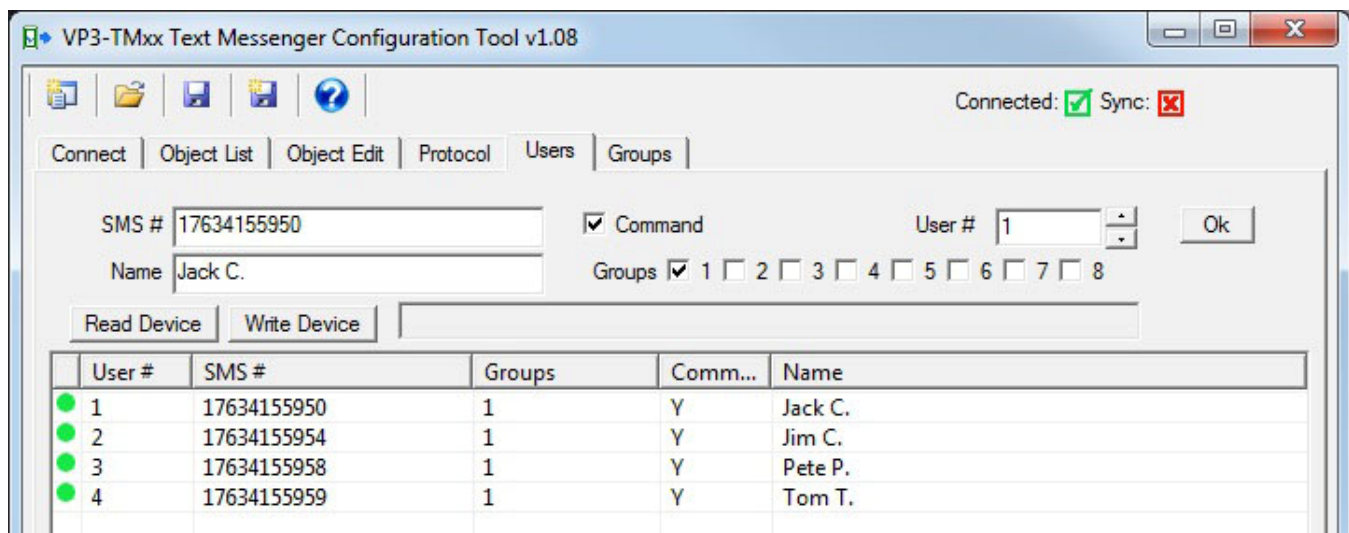 VP3-TMxx Text Messenger Configuration Tool v1.08
Connected: Sync:
Connect Object List Object Edit Protocol Users Groups
SMS # 17634155950 Command User # 1 Ok
Name Jack C. Groups 1 2 3 4 5 6 7 8
Read Device Write Device
User # SMS # Groups Comm... Name
1 17634155950 1 Y Jack C.
2 17634155954 1 Y Jim C.
3 17634155958 1 Y Pete P.
4 17634155959 1 Y Tom T.